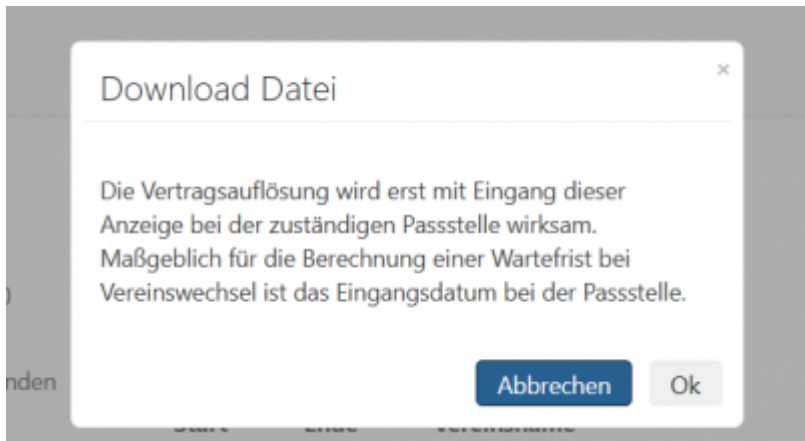 Download Datei
×
Die Vertragsauflösung wird erst mit Eingang dieser
Anzeige bei der zuständigen Passstelle wirksam.
Maßgeblich für die Berechnung einer Wartefrist bei
Vereinswechsel ist das Eingangsdatum bei der Passstelle.
nden
Abbrechen Ok